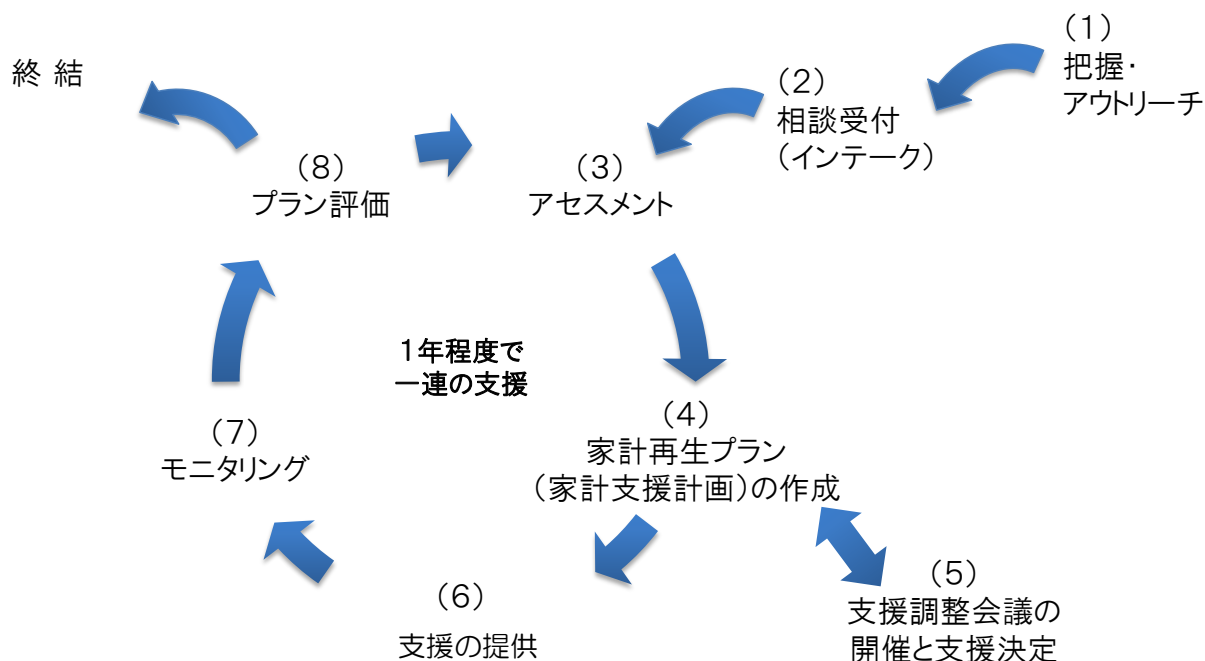 (1)
把握・
アウトリーチ
(2)
相談受付
(インテーク)
(3)
アセスメント
(4)
家計再生プラン
(家計支援計画)の作成
(5)
支援調整会議の
開催と支援決定
(6)
支援の提供
(7)
モニタリング
(8)
プラン評価
終 結
1年程度で
一連の支援